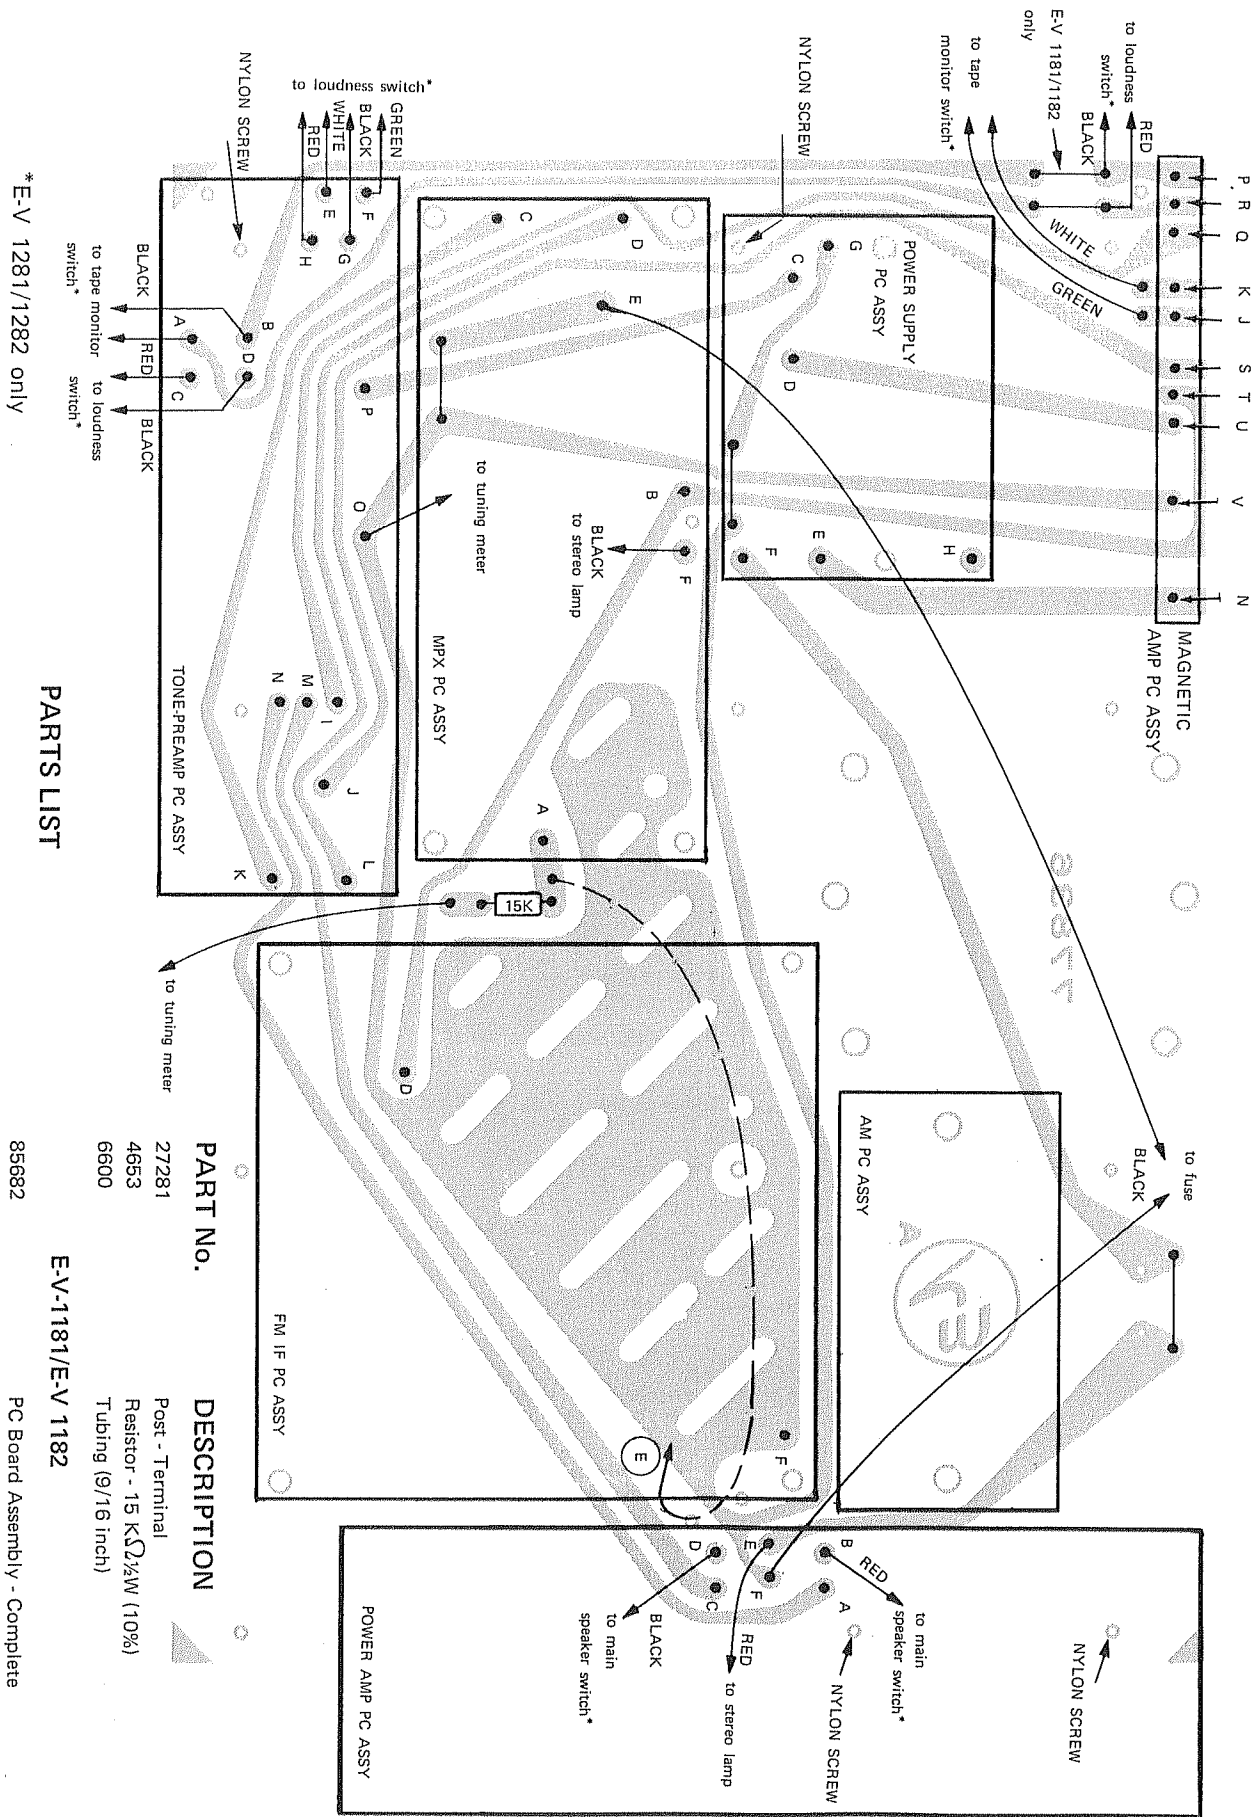 P R Q K J S T U V N
MAGNETIC
AMP PC ASSY
to loudness
switch*
RED
BLACK
E-V 1181/1182
only
to tape
monitor switch*
WHITE
GREEN
NYLON SCREW
POWER SUPPLY
PC ASSY
G
C
D
E
F
H
to fuse
BLACK
AM PC ASSY
A
77896
NYLON SCREW
C
D
E
B
F
BLACK
to stereo lamp
to tuning meter
MPX PC ASSY
A
15K
to loudness switch*
GREEN
BLACK
WHITE
RED
NYLON SCREW
F
E
G
H
B
D
A
C
P
O
BLACK
to tape monitor
switch*
RED
to loudness
switch*
BLACK
N
M
I
J
K
L
TONE-PREAMP PC ASSY
to tuning meter
D
E
F
FM IF PC ASSY
D
E
B
C
F
A
RED
to main
speaker switch*
NYLON SCREW
RED
to stereo lamp
BLACK
to main
speaker switch*
POWER AMP PC ASSY
*E-V 1281/1282 only
PARTS LIST
PART No. DESCRIPTION
27281 Post - Terminal
4653 Resistor - 15 KΩ½W (10%)
6600 Tubing (9/16 inch)
E-V-1181/E-V 1182
85682 PC Board Assembly - Complete